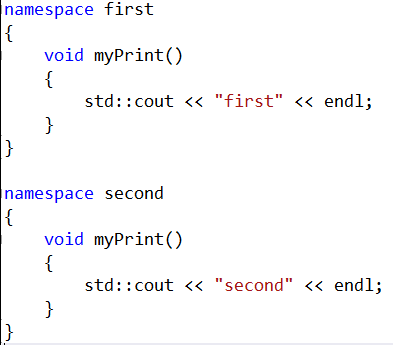 namespace first
{
    void myPrint()
    {
        std::cout << "first" << endl;
    }
}

namespace second
{
    void myPrint()
    {
        std::cout << "second" << endl;
    }
}